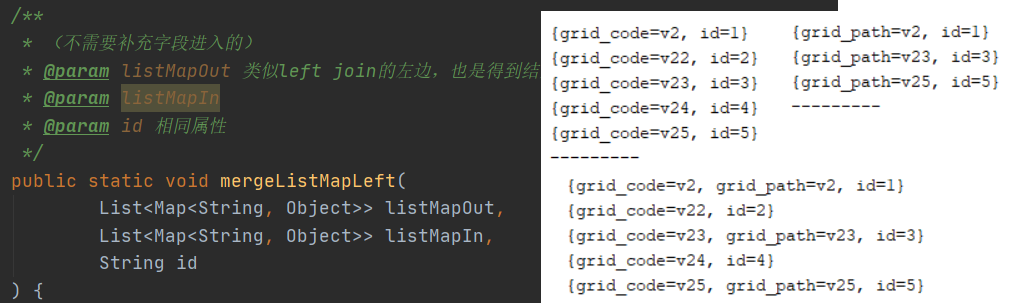 /**
 * （不需要补充字段进入的）
 * @param listMapOut 类似left join的左边，也是得到结
 * @param listMapIn
 * @param id 相同属性
 */
public static void mergeListMapLeft(
        List<Map<String, Object>> listMapOut,
        List<Map<String, Object>> listMapIn,
        String id
) {
{grid_code=v2, id=1}
{grid_code=v22, id=2}
{grid_code=v23, id=3}
{grid_code=v24, id=4}
{grid_code=v25, id=5}
---------
{grid_path=v2, id=1}
{grid_path=v23, id=3}
{grid_path=v25, id=5}
---------
{grid_code=v2, grid_path=v2, id=1}
{grid_code=v22, id=2}
{grid_code=v23, grid_path=v23, id=3}
{grid_code=v24, id=4}
{grid_code=v25, grid_path=v25, id=5}